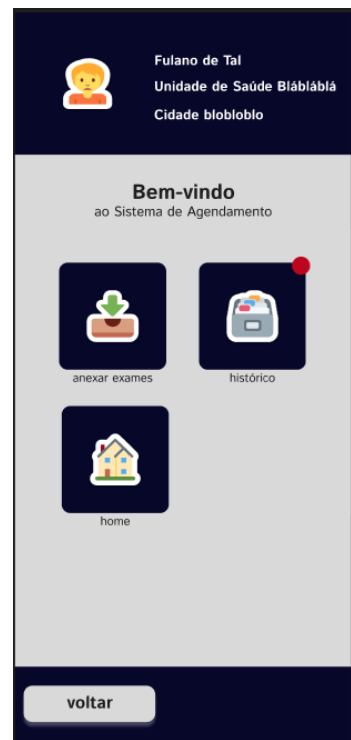 Fulano de Tal
Unidade de Saúde Blábláblá
Cidade blobloblo
Bem-vindo
ao Sistema de Agendamento
anexar exames
histórico
home
voltar